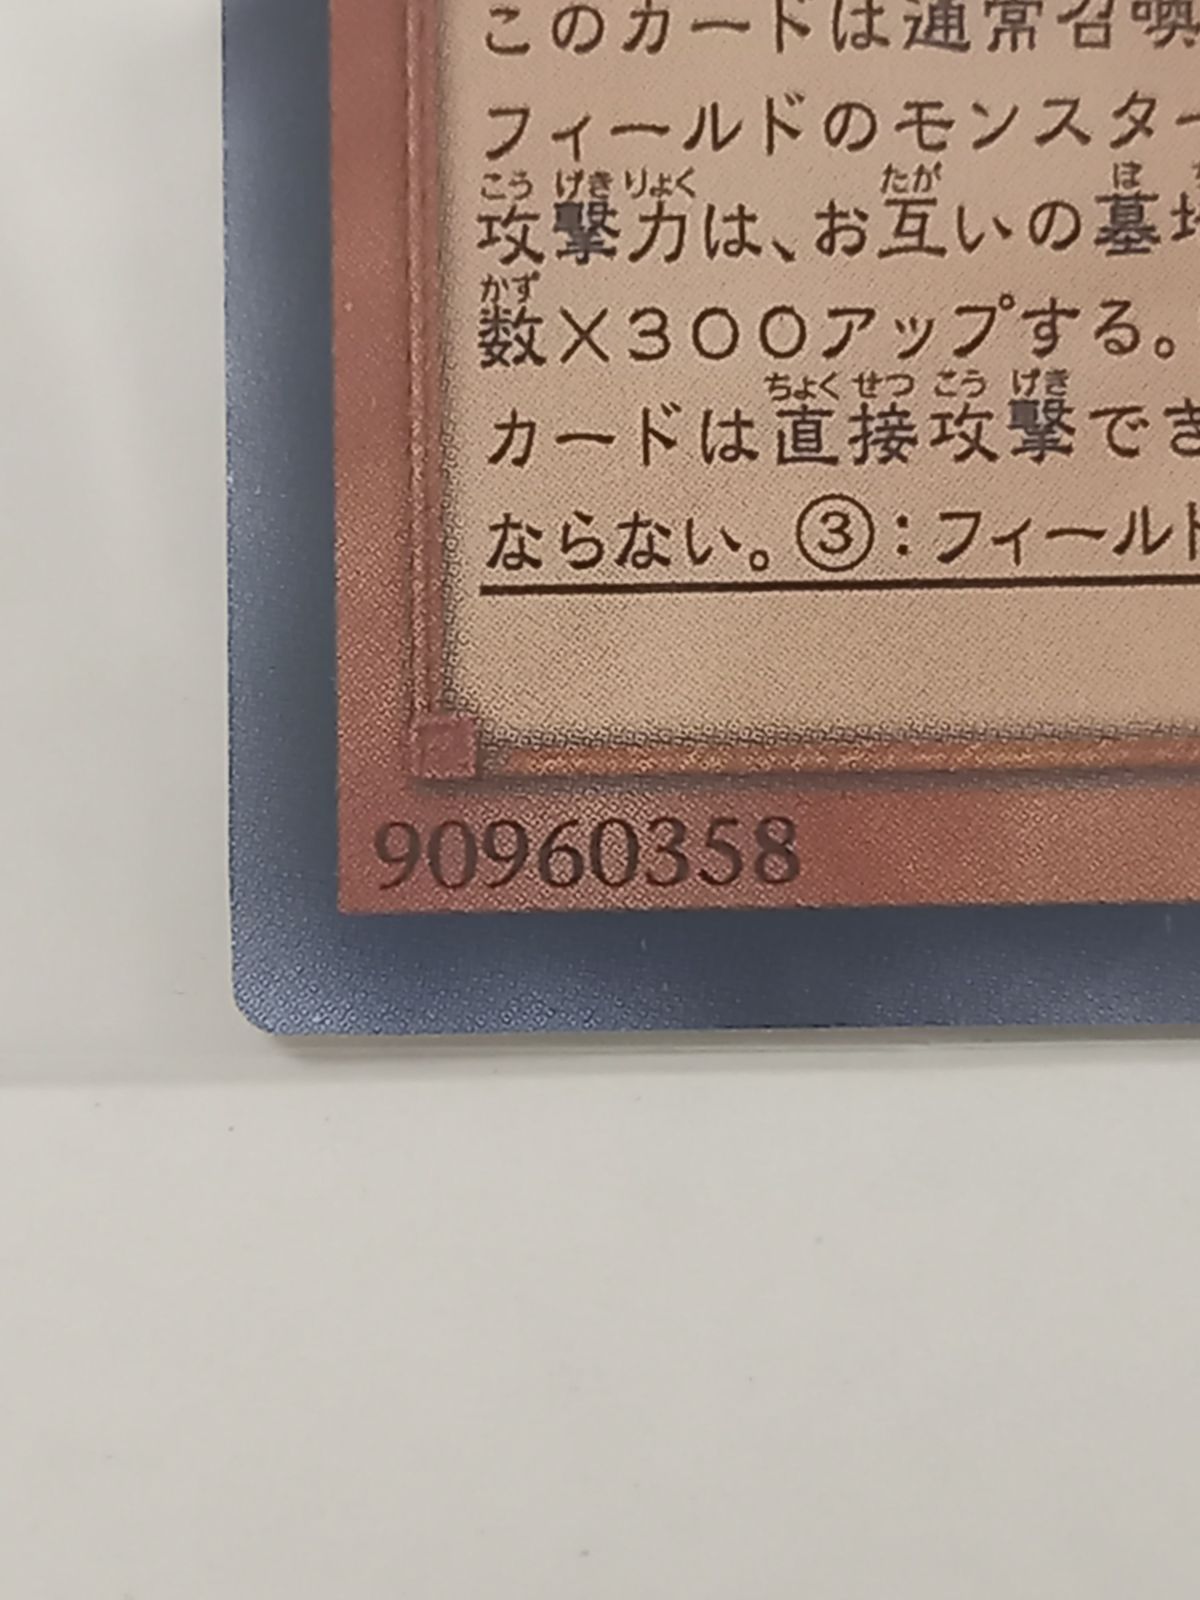 このカードは通常召喚
フィールドのモンスター
こうげきりょく たが ぼ
攻撃力は、お互いの墓
かず
数×３００アップする。
ちょくせつこうげき
カードは直接攻撃でき
ならない。③：フィールド
90960358